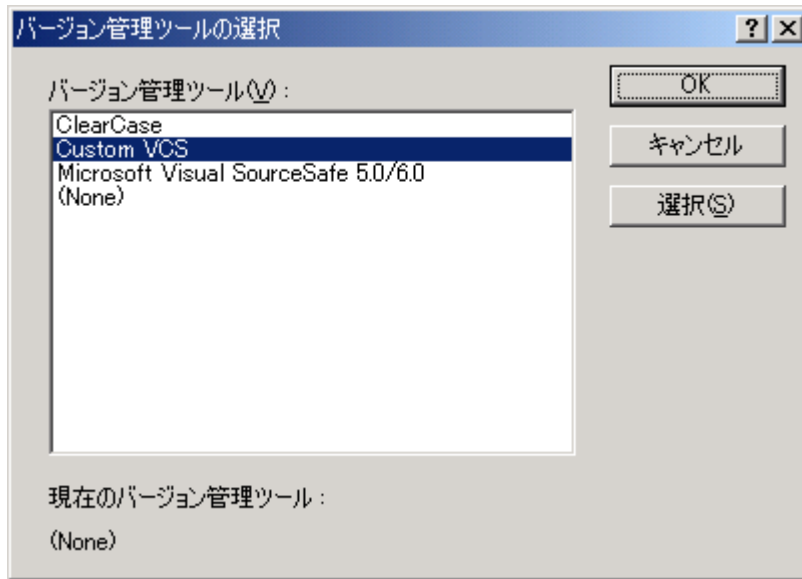 バージョン管理ツールの選択
バージョン管理ツール(V) :
ClearCase
Custom VCS
Microsoft Visual SourceSafe 5.0/6.0
(None)
OK
キャンセル
選択(S)
現在のバージョン管理ツール :
(None)